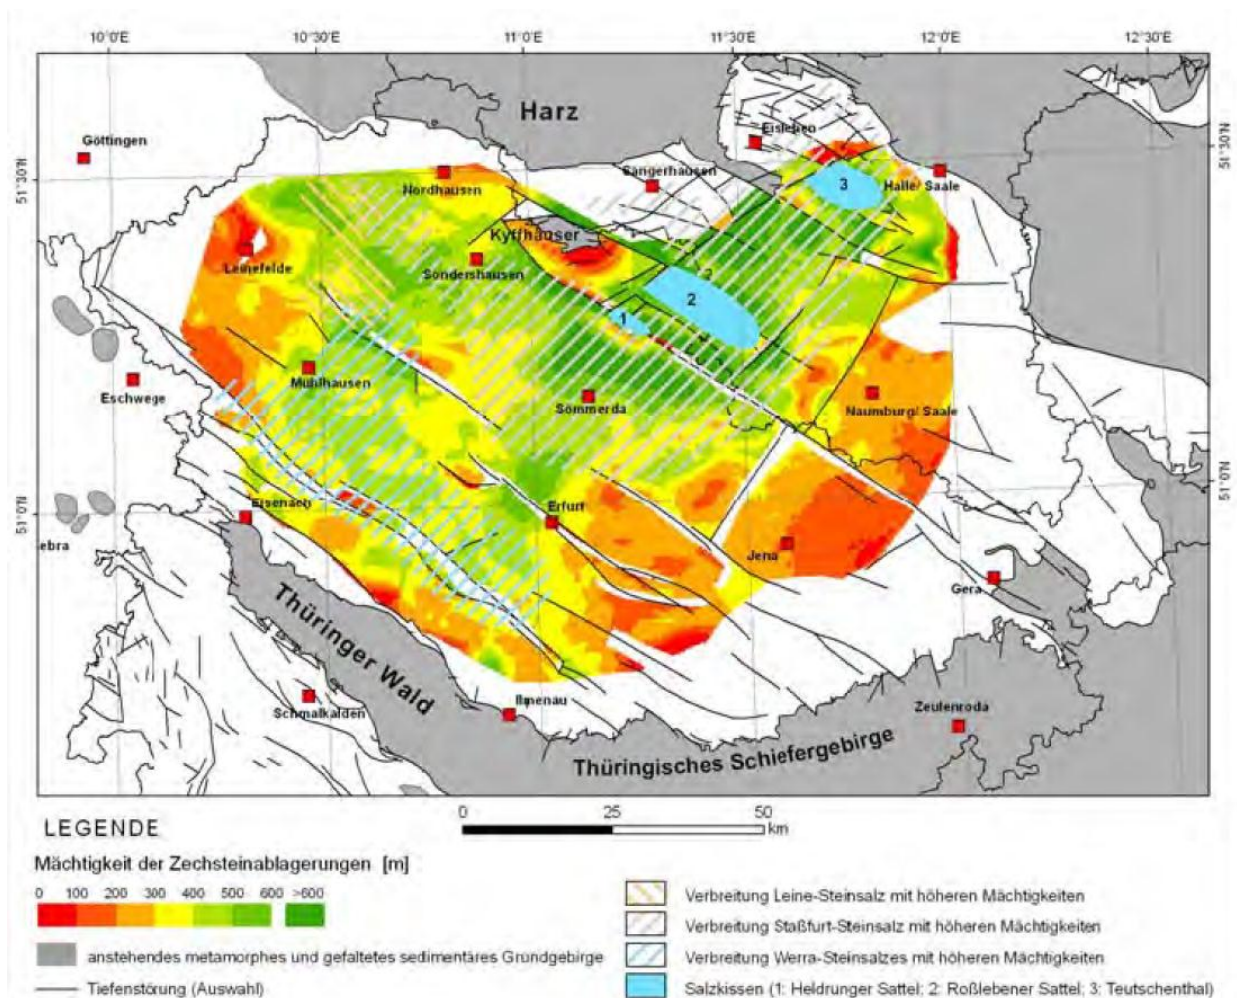 10°0'E 10°30'E 11°0'E 11°30'E 12°0'E 12°30'E
Harz
Göttingen
Eisleben
51°30'N
51°30'N
Sangerhausen
Nordhausen
3
Halle/ Saale
Kyffhäuser
Leinefelde
Sondershausen
2
1
Mühlhausen
Eschwege
Sömmerda
Naumburg/ Saale
51°0'N
51°0'N
Eisenach
Erfurt
ebra
Jena
Gera
Thüringer Wald
Schmalkalden
Ilmenau
Zeulenroda
Thüringisches Schiefergebirge
0 25 50
km
LEGENDE
Mächtigkeit der Zechsteinablagerungen [m]
0 100 200 300 400 500 600 >600
anstehendes metamorphes und gefaltetes sedimentäres Grundgebirge
Tiefenstörung (Auswahl)
Verbreitung Leine-Steinsalz mit höheren Mächtigkeiten
Verbreitung Staßfurt-Steinsalz mit höheren Mächtigkeiten
Verbreitung Werra-Steinsalzes mit höheren Mächtigkeiten
Salzkissen (1: Heldrunger Sattel; 2: Roßlebener Sattel; 3: Teutschenthal)